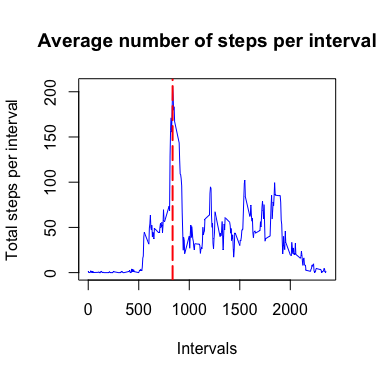 Average number of steps per interval
Total steps per interval
200
150
100
50
0
0 500 1000 1500 2000
Intervals